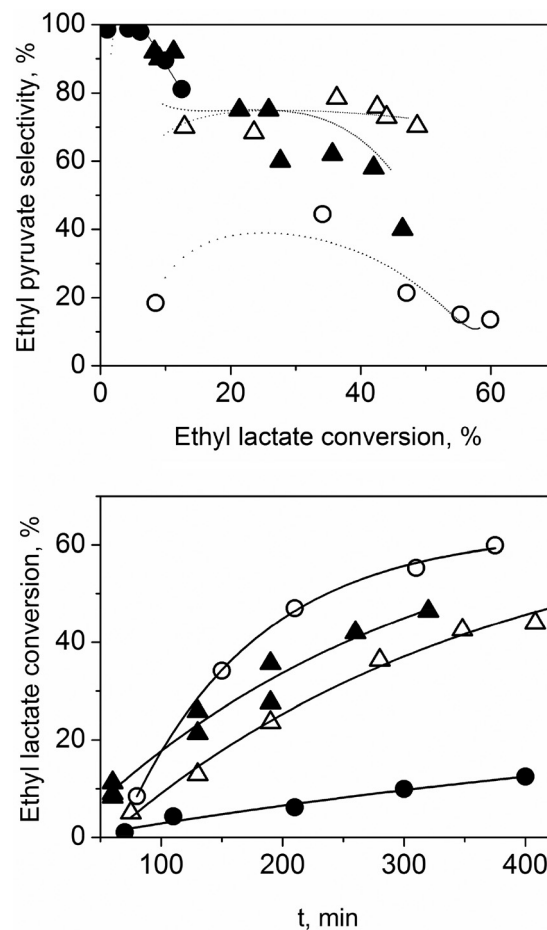 Ethyl pyruvate selectivity, %
100
80
60
40
20
0
0 20 40 60
Ethyl lactate conversion, %
Ethyl lactate conversion, %
60
40
20
0
100 200 300 400
t, min